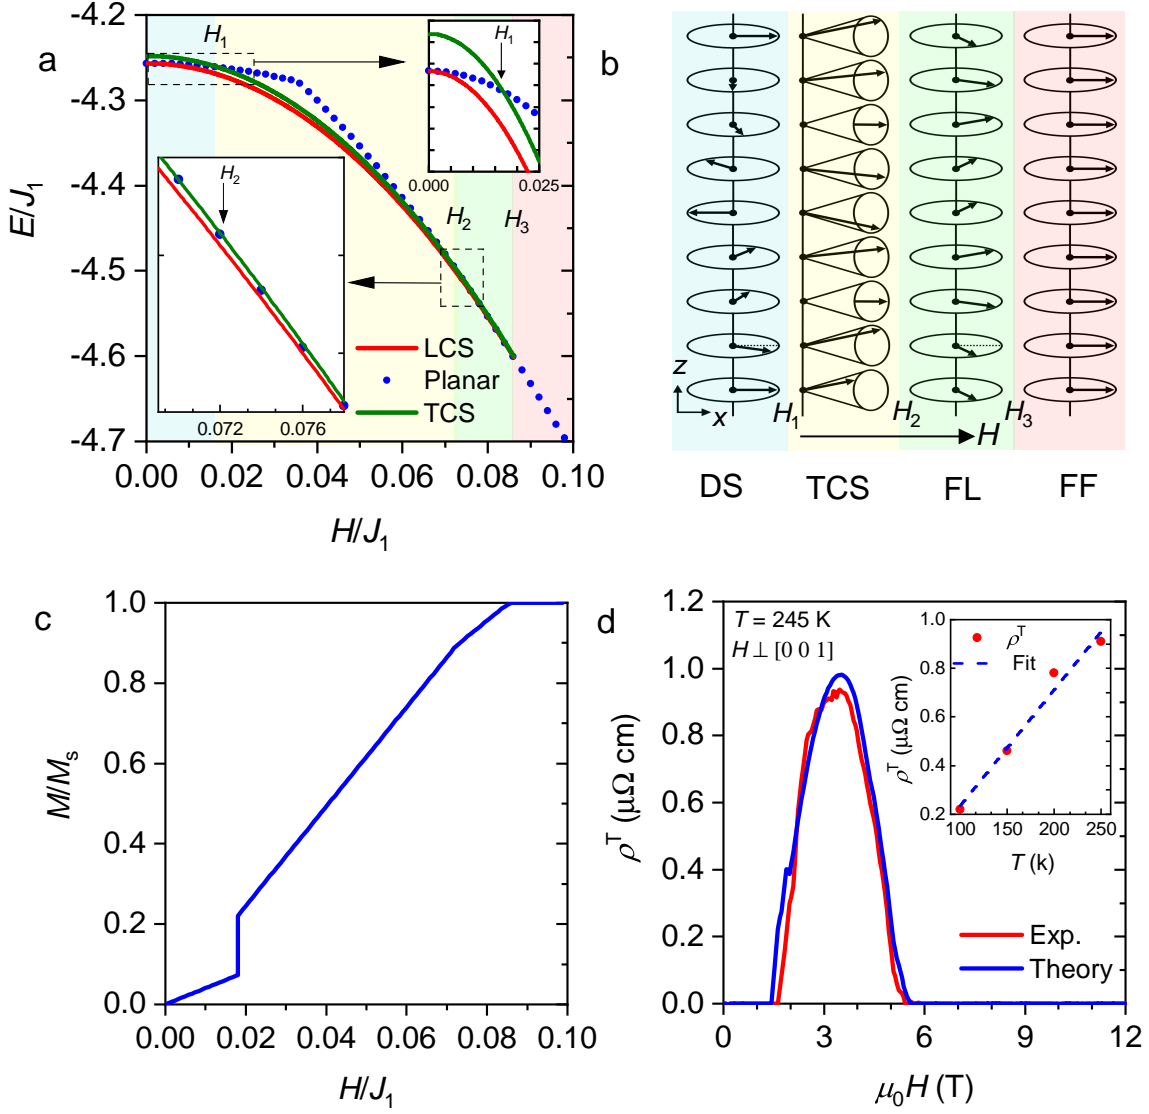 a
E/J1
-4.2
-4.3
-4.4
-4.5
-4.6
-4.7
H1
H1
0.000
0.025
H2
0.072
0.076
H2
H3
LCS
Planar
TCS
0.00 0.02 0.04 0.06 0.08 0.10
H/J1
b
z
x
H1
H2
H3
H
DS TCS FL FF
c
M/Ms
1.0
0.8
0.6
0.4
0.2
0.0
0.00 0.02 0.04 0.06 0.08 0.10
H/J1
d
ρT (μΩ cm)
1.2
1.0
0.8
0.6
0.4
0.2
0.0
T = 245 K
H ⊥ [0 0 1]
ρT (μΩ cm)
1.0
0.8
0.6
0.4
0.2
ρT
Fit
100 150 200 250
T (k)
Exp.
Theory
0 3 6 9 12
μ0H (T)